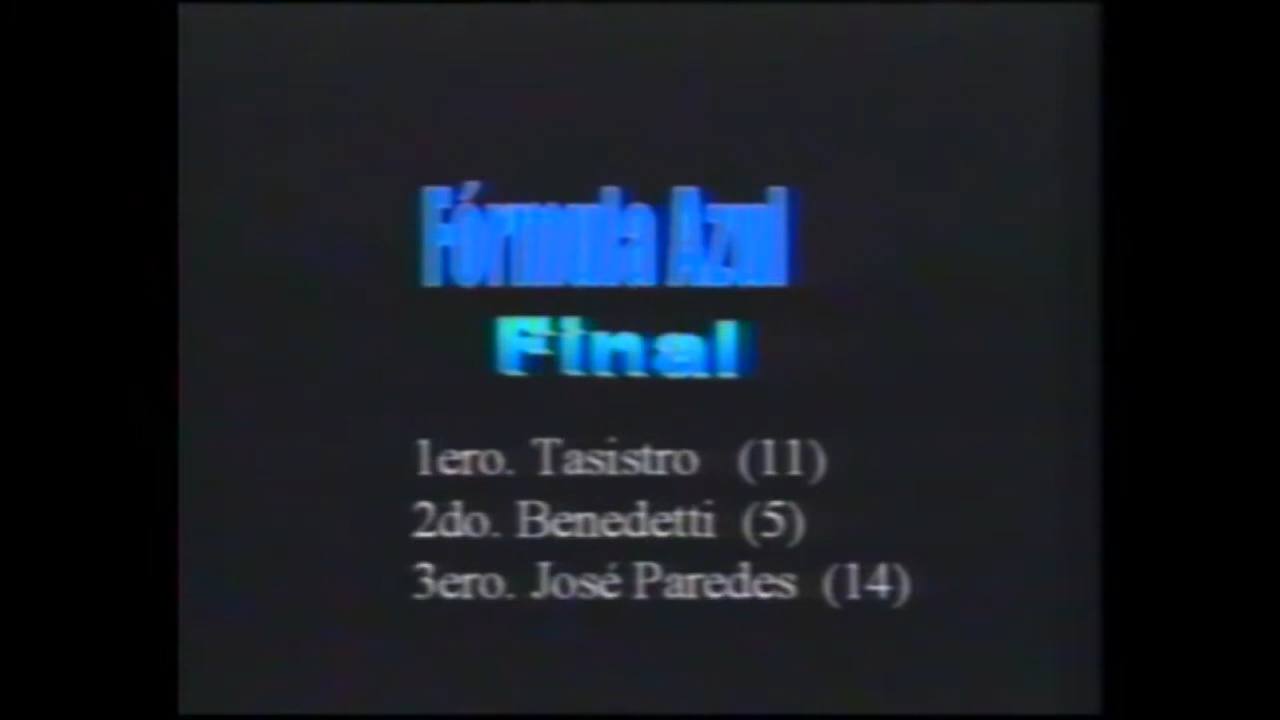 Fórmula Azul
Final
1ero. Tasistro (11)
2do. Benedetti (5)
3ero. José Paredes (14)